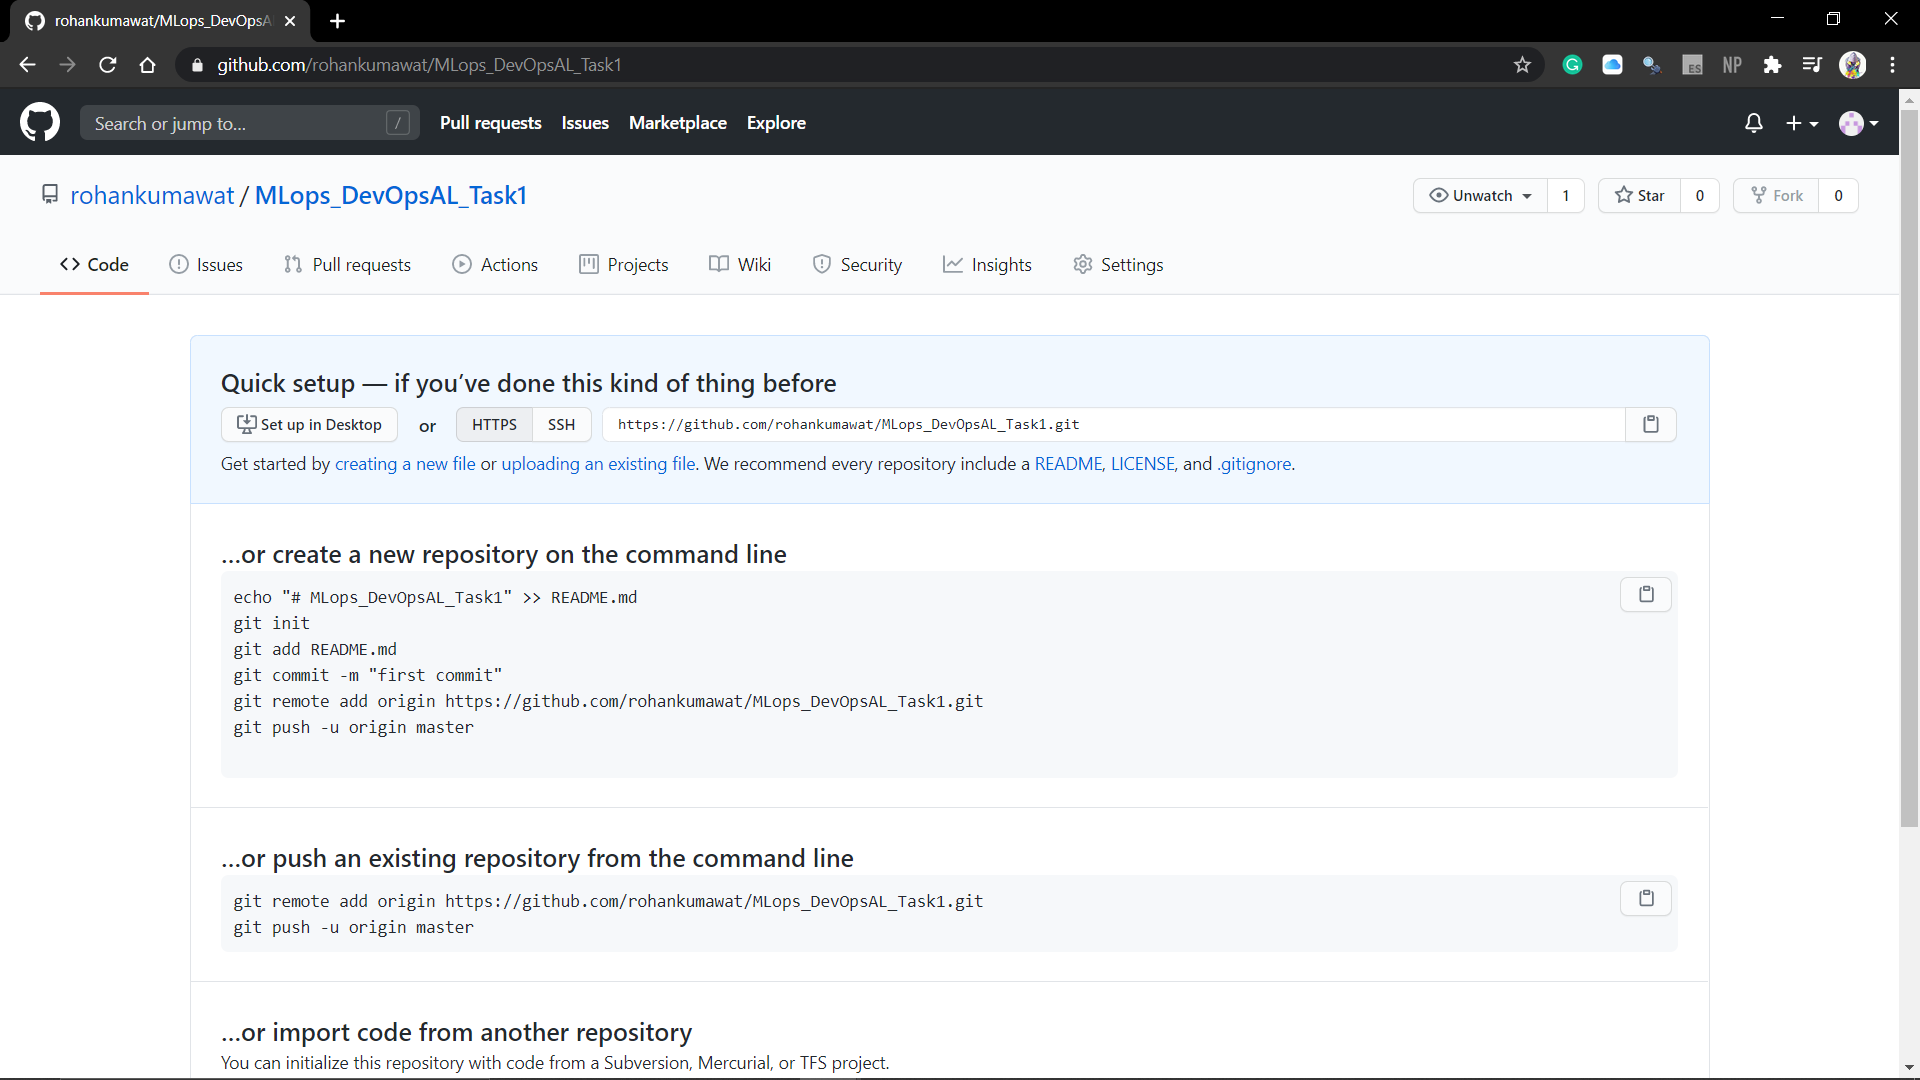 rohankumawat/MLops_DevOpsA
github.com/rohankumawat/MLops_DevOpsAL_Task1
ES NP
Search or jump to... / Pull requests Issues Marketplace Explore
rohankumawat / MLops_DevOpsAL_Task1 Unwatch 1 Star 0 Fork 0
Code Issues Pull requests Actions Projects Wiki Security Insights Settings
Quick setup — if you’ve done this kind of thing before
Set up in Desktop or HTTPS SSH https://github.com/rohankumawat/MLops_DevOpsAL_Task1.git
Get started by creating a new file or uploading an existing file. We recommend every repository include a README, LICENSE, and .gitignore.
…or create a new repository on the command line
echo "# MLops_DevOpsAL_Task1" >> README.md
git init
git add README.md
git commit -m "first commit"
git remote add origin https://github.com/rohankumawat/MLops_DevOpsAL_Task1.git
git push -u origin master
…or push an existing repository from the command line
git remote add origin https://github.com/rohankumawat/MLops_DevOpsAL_Task1.git
git push -u origin master
…or import code from another repository
You can initialize this repository with code from a Subversion, Mercurial, or TFS project.